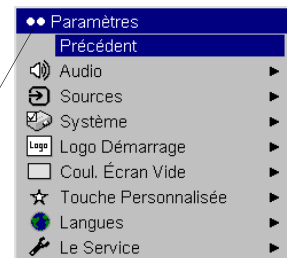 Paramètres
Précédent
Audio
Sources
Système
Logo Logo Démarrage
Coul. Écran Vide
Touche Personnalisée
Langues
Le Service